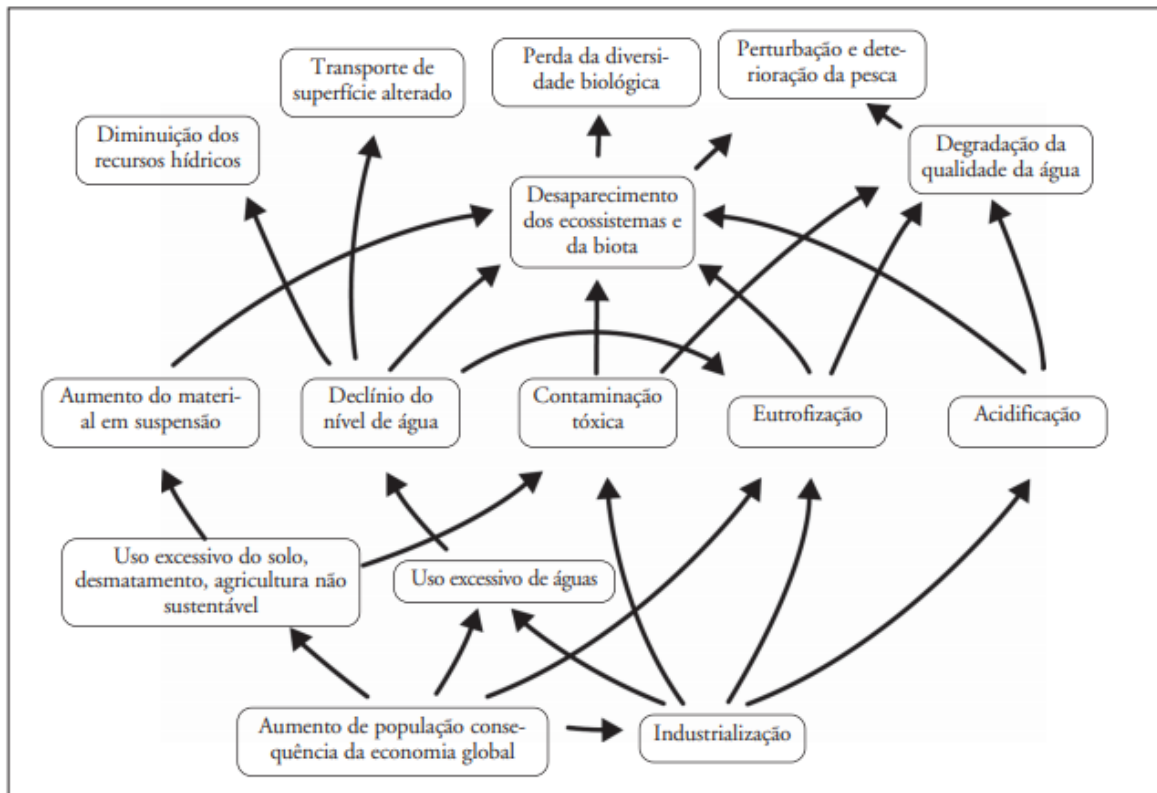 Transporte de
superfície alterado
Perda da diversi-
dade biológica
Perturbação e dete-
rioração da pesca
Diminuição dos
recursos hídricos
Degradação da
qualidade da água
Desaparecimento
dos ecossistemas e
da biota
Aumento do materi-
al em suspensão
Declínio do
nível de água
Contaminação
tóxica
Eutrofização
Acidificação
Uso excessivo do solo,
desmatamento, agricultura não
sustentável
Uso excessivo de águas
Aumento de população conse-
quência da economia global
Industrialização